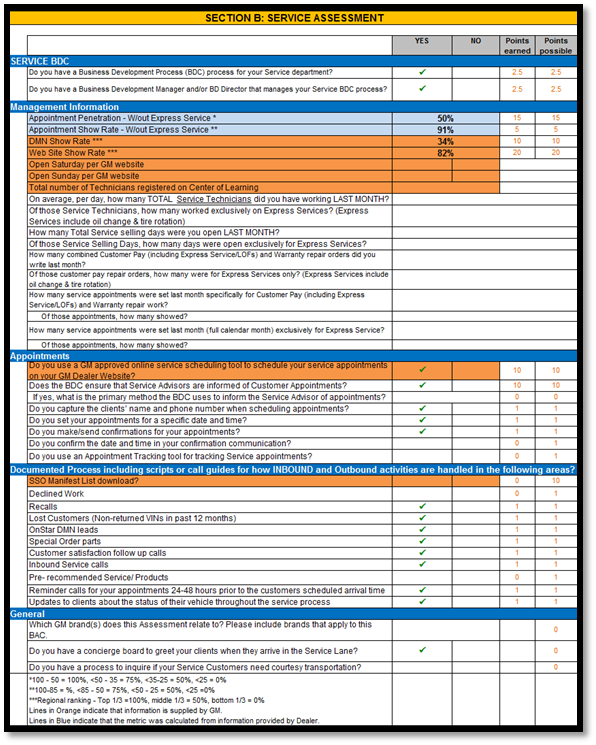 SECTION B: SERVICE ASSESSMENT
YES NO Points earned Points possible
SERVICE BDC
Do you have a Business Development Process (BDC) process for your Service department? ✓ 2.5 2.5
Do you have a Business Development Manager and/or BD Director that manages your Service BDC process? ✓ 2.5 2.5
Management Information
Appointment Penetration - W/out Express Service * 50% 15 15
Appointment Show Rate - W/out Express Service ** 91% 5 5
DMN Show Rate *** 34% 10 10
Web Site Show Rate *** 82% 20 20
Open Saturday per GM website
Open Sunday per GM website
Total number of Technicians registered on Center of Learning
On average, per day, how many TOTAL Service Technicians did you have working LAST MONTH?
Of those Service Technicians, how many worked exclusively on Express Services? (Express
Services include oil change & tire rotation)
How many Total Service selling days were you open LAST MONTH?
Of those Service Selling Days, how many days were open exclusively for Express Services?
How many combined Customer Pay (including Express Service/LOFs) and Warranty repair orders did you
write last month?
Of those customer pay repair orders, how many were for Express Services only? (Express Services include
oil change & tire rotation)
How many service appointments were set last month specifically for Customer Pay (including Express
Service/LOFs) and Warranty repair work?
Of those appointments, how many showed?
How many service appointments were set last month (full calendar month) exclusively for Express Service?
Of those appointments, how many showed?
Appointments
Do you use a GM approved online service scheduling tool to schedule your service appointments
on your GM Dealer Website? ✓ 10 10
Does the BDC ensure that Service Advisors are informed of Customer Appointments? ✓ 10 10
If yes, what is the primary method the BDC uses to inform the Service Advisor of appointments? 0 0
Do you capture the clients' name and phone number when scheduling appointments? ✓ 1 1
Do you set your appointments for a specific date and time? ✓ 1 1
Do you make/send confirmations for your appointments? ✓ 1 1
Do you confirm the date and time in your confirmation communication? 0 1
Do you use an Appointment Tracking tool for tracking Service appointments? 0 1
Documented Process including scripts or call guides for how INBOUND and Outbound activities are handled in the following areas?
SSO Manifest List download? 0 10
Declined Work 0 1
Recalls ✓ 1 1
Lost Customers (Non-returned VINs in past 12 months) ✓ 1 1
OnStar DMN leads ✓ 1 1
Special Order parts ✓ 1 1
Customer satisfaction follow up calls ✓ 1 1
Inbound Service calls ✓ 1 1
Pre- recommended Service/ Products 0 1
Reminder calls for your appointments 24-48 hours prior to the customers scheduled arrival time ✓ 1 1
Updates to clients about the status of their vehicle throughout the service process ✓ 1 1
General
Which GM brand(s) does this Assessment relate to? Please include brands that apply to this
BAC. 0
Do you have a concierge board to greet your clients when they arrive in the Service Lane? ✓ 0
Do you have a process to inquire if your Service Customers need courtesy transportation? 0
*100 - 50 = 100%, <50 - 35 = 75%, <35-25 = 50%, <25 = 0%
**100-85 = %, <85 - 50 = 75%, <50 - 25 = 50%, <25 =0%
***Regional ranking - Top 1/3 =100%, middle 1/3 = 50%, bottom 1/3 = 0%
Lines in Orange indicate that information is supplied by GM.
Lines in Blue indicate that the metric was calculated from information provided by Dealer.